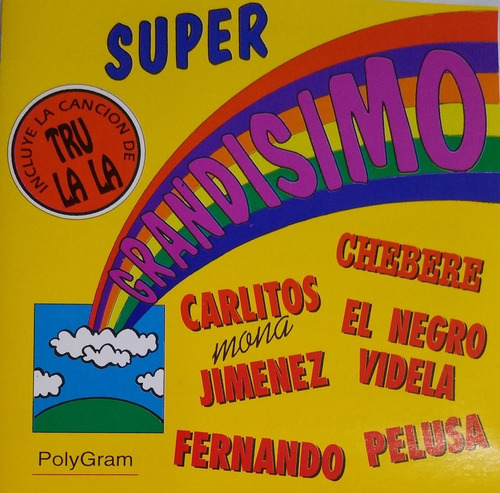 SUPER
GRANDISIMO
INCLUYE LA CANCION DE
TRU
LA LA
CHEBERE
CARLITOS
mona
JIMENEZ
EL NEGRO
VIDELA
FERNANDO
PELUSA
PolyGram